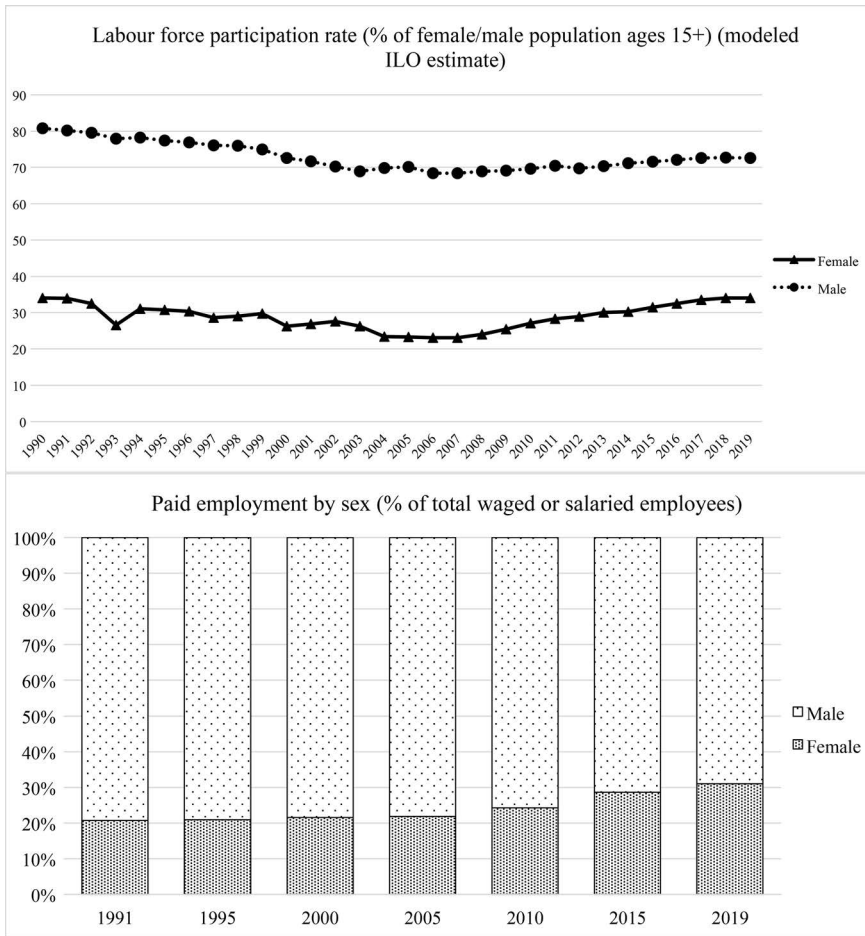 Labour force participation rate (% of female/male population ages 15+) (modeled
ILO estimate)
90
80
70
60
50
40
30
20
10
0
Female
Male
1990 1991 1992 1993 1994 1995 1996 1997 1998 1999 2000 2001 2002 2003 2004 2005 2006 2007 2008 2009 2010 2011 2012 2013 2014 2015 2016 2017 2018 2019
Paid employment by sex (% of total waged or salaried employees)
100%
90%
80%
70%
60%
50%
40%
30%
20%
10%
0%
Male
Female
1991 1995 2000 2005 2010 2015 2019